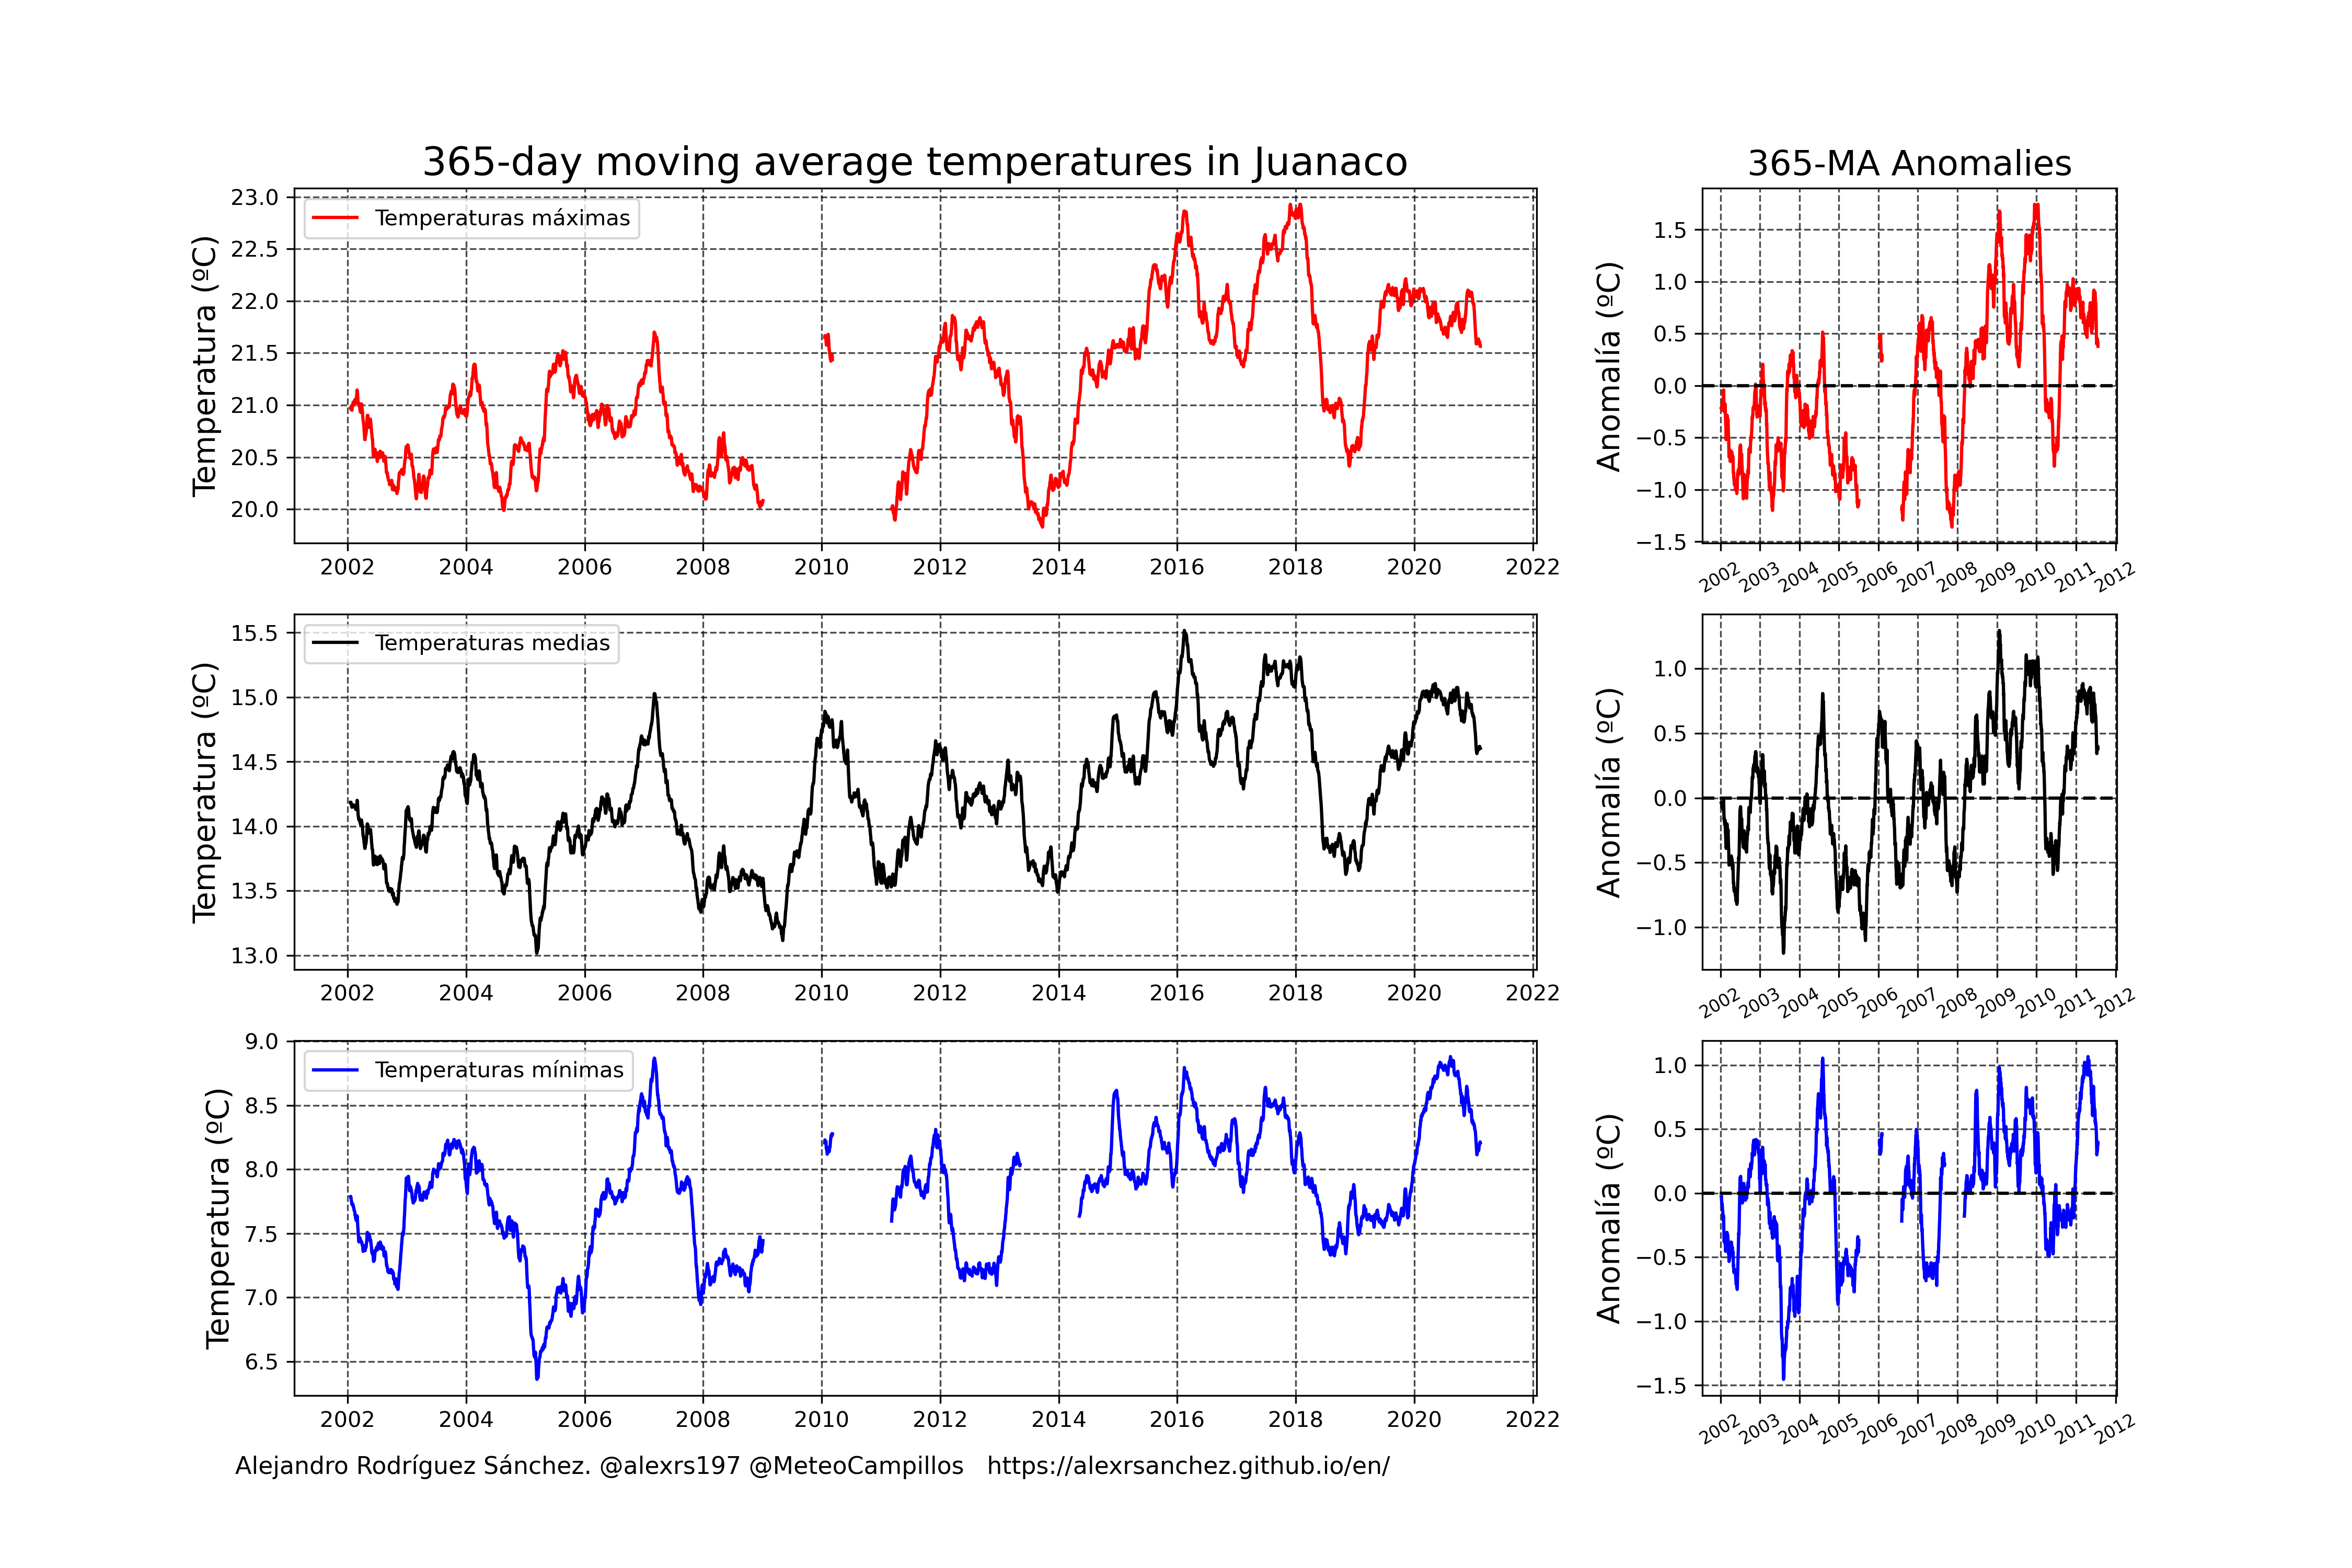 365-day moving average temperatures in Juanaco
365-MA Anomalies
Temperatura (ºC)
23.0
22.5
22.0
21.5
21.0
20.5
20.0
Temperaturas máximas
2002 2004 2006 2008 2010 2012 2014 2016 2018 2020 2022
Anomalía (ºC)
1.5
1.0
0.5
0.0
−0.5
−1.0
−1.5
2002 2003 2004 2005 2006 2007 2008 2009 2010 2011 2012
Temperatura (ºC)
15.5
15.0
14.5
14.0
13.5
13.0
Temperaturas medias
2002 2004 2006 2008 2010 2012 2014 2016 2018 2020 2022
Anomalía (ºC)
1.0
0.5
0.0
−0.5
−1.0
2002 2003 2004 2005 2006 2007 2008 2009 2010 2011 2012
Temperatura (ºC)
9.0
8.5
8.0
7.5
7.0
6.5
Temperaturas mínimas
2002 2004 2006 2008 2010 2012 2014 2016 2018 2020 2022
Anomalía (ºC)
1.0
0.5
0.0
−0.5
−1.0
−1.5
2002 2003 2004 2005 2006 2007 2008 2009 2010 2011 2012
Alejandro Rodríguez Sánchez. @alexrs197 @MeteoCampillos https://alexrsanchez.github.io/en/